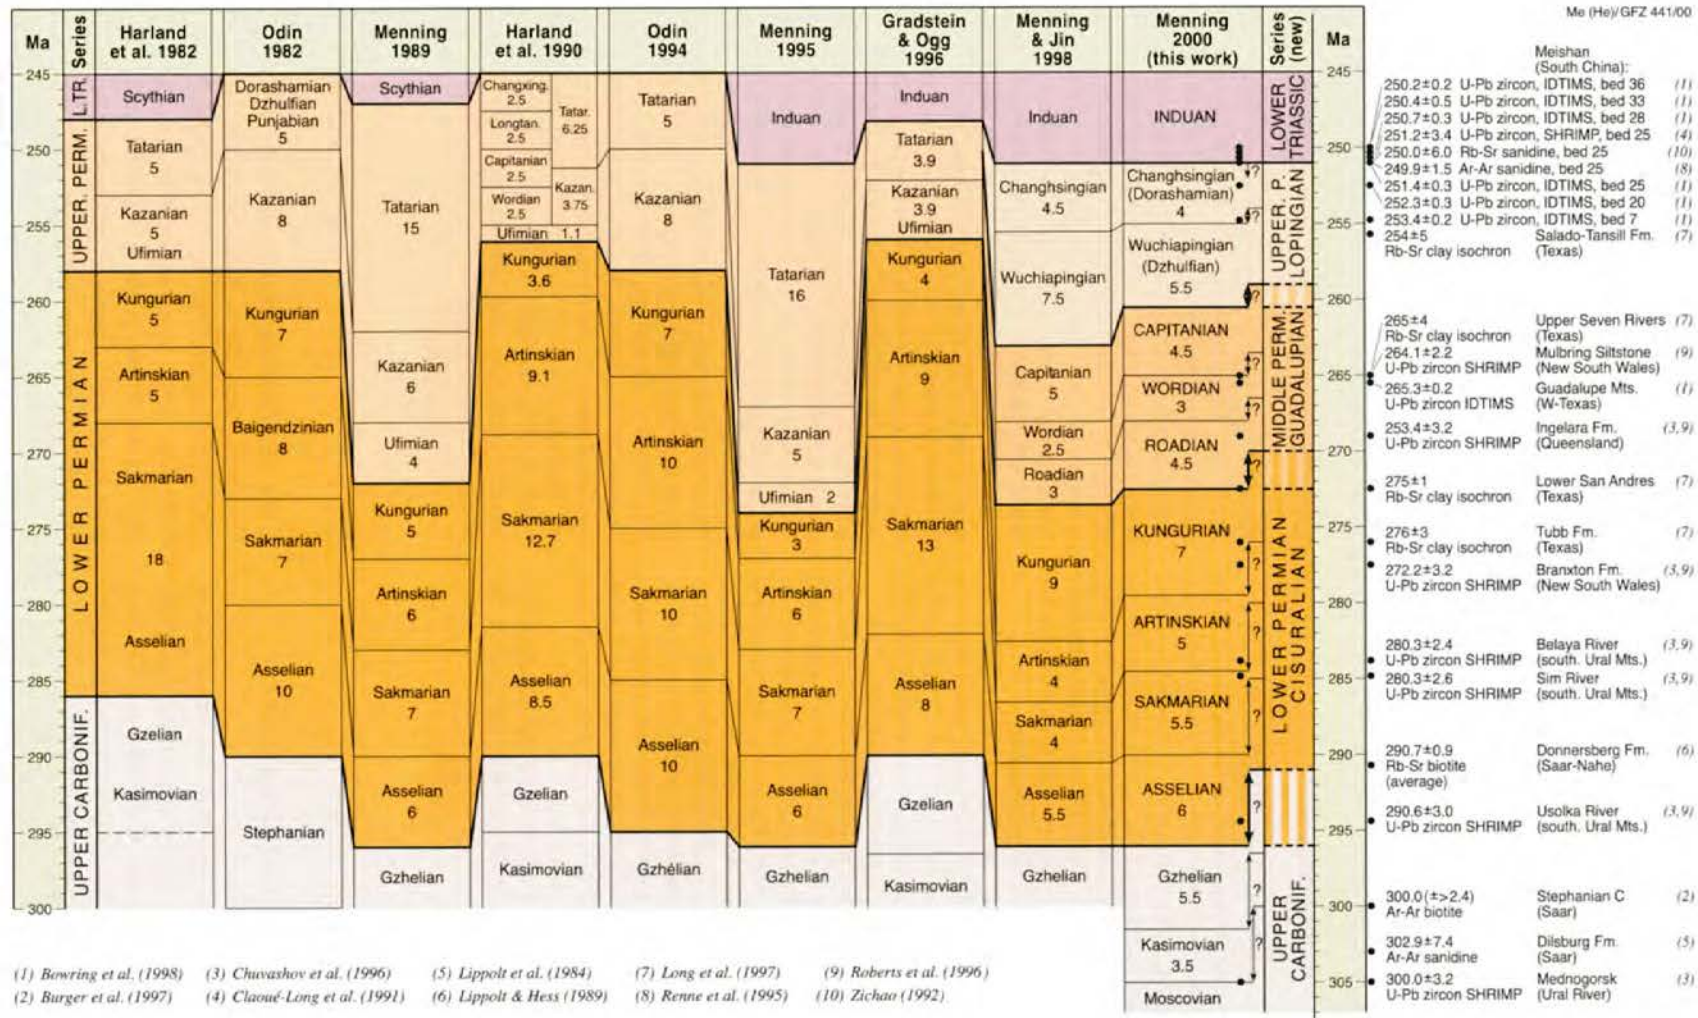 Me (He)/GFZ 441/00
Ma
Series
Harland
et al. 1982
Odin
1982
Menning
1989
Harland
et al. 1990
Odin
1994
Menning
1995
Gradstein
& Ogg
1996
Menning
& Jin
1998
Menning
2000
(this work)
Series
(new)
Ma
245
250
255
260
265
270
275
280
285
290
295
300
L.TR.
UPPER. PERM.
LOWER PERMIAN
UPPER CARBONIF.
Scythian
Tatarian
5
Kazanian
5
Ufimian
Kungurian
5
Artinskian
5
Sakmarian
18
Asselian
Gzelian
Kasimovian
Dorashamian
Dzhulfian
Punjabian
5
Kazanian
8
Kungurian
7
Baigendzinian
8
Sakmarian
7
Asselian
10
Stephanian
Scythian
Tatarian
15
Kazanian
6
Ufimian
4
Kungurian
5
Artinskian
6
Sakmarian
7
Asselian
6
Gzhelian
Changxing.
2.5
Longtan.
2.5
Capitanian
2.5
Wordian
2.5
Tatar.
6.25
Kazan.
3.75
Ufimian 1.1
Kungurian
3.6
Artinskian
9.1
Sakmarian
12.7
Asselian
8.5
Gzelian
Kasimovian
Tatarian
5
Kazanian
8
Kungurian
7
Artinskian
10
Sakmarian
10
Asselian
10
Gzhélian
Induan
Tatarian
16
Kazanian
5
Ufimian 2
Kungurian
3
Artinskian
6
Sakmarian
7
Asselian
6
Gzhelian
Induan
Tatarian
3.9
Kazanian
3.9
Ufimian
Kungurian
4
Artinskian
9
Sakmarian
13
Asselian
8
Gzelian
Kasimovian
Induan
Changhsingian
4.5
Wuchiapingian
7.5
Capitanian
5
Wordian
2.5
Roadian
3
Kungurian
9
Artinskian
4
Sakmarian
4
Asselian
5.5
Gzhelian
INDUAN
Changhsingian
(Dorashamian)
4
?
?
Wuchiapingian
(Dzhulfian)
5.5
?
CAPITANIAN
4.5
?
WORDIAN
3
?
ROADIAN
4.5
?
KUNGURIAN
7
?
ARTINSKIAN
5
?
SAKMARIAN
5.5
?
ASSELIAN
6
?
Gzhelian
5.5
?
Kasimovian
3.5
?
Moscovian
LOWER
TRIASSIC
UPPER. P.
LOPINGIAN
MIDDLE PERM.
GUADALUPIAN
LOWER PERMIAN
CISURALIAN
UPPER
CARBONIF.
245
250
255
260
265
270
275
280
285
290
295
300
305
Meishan
(South China):
250.2±0.2 U-Pb zircon, IDTIMS, bed 36 (1)
250.4±0.5 U-Pb zircon, IDTIMS, bed 33 (1)
250.7±0.3 U-Pb zircon, IDTIMS, bed 28 (1)
251.2±3.4 U-Pb zircon, SHRIMP, bed 25 (4)
250.0±6.0 Rb-Sr sanidine, bed 25 (10)
249.9±1.5 Ar-Ar sanidine, bed 25 (8)
251.4±0.3 U-Pb zircon, IDTIMS, bed 25 (1)
252.3±0.3 U-Pb zircon, IDTIMS, bed 20 (1)
253.4±0.2 U-Pb zircon, IDTIMS, bed 7 (1)
254±5 Salado-Tansill Fm. (7)
Rb-Sr clay isochron (Texas)
265±4 Upper Seven Rivers (7)
Rb-Sr clay isochron (Texas)
264.1±2.2 Mulbring Siltstone (9)
U-Pb zircon SHRIMP (New South Wales)
265.3±0.2 Guadalupe Mts. (1)
U-Pb zircon IDTIMS (W-Texas)
253.4±3.2 Ingelara Fm. (3,9)
U-Pb zircon SHRIMP (Queensland)
275±1 Lower San Andres (7)
Rb-Sr clay isochron (Texas)
276±3 Tubb Fm. (7)
Rb-Sr clay isochron (Texas)
272.2±3.2 Branxton Fm. (3,9)
U-Pb zircon SHRIMP (New South Wales)
280.3±2.4 Belaya River (3,9)
U-Pb zircon SHRIMP (south. Ural Mts.)
280.3±2.6 Sim River (3,9)
U-Pb zircon SHRIMP (south. Ural Mts.)
290.7±0.9 Donnersberg Fm. (6)
Rb-Sr biotite (Saar-Nahe)
(average)
290.6±3.0 Usolka River (3,9)
U-Pb zircon SHRIMP (south. Ural Mts.)
300.0(±>2.4) Stephanian C (2)
Ar-Ar biotite (Saar)
302.9±7.4 Dilsburg Fm. (5)
Ar-Ar sanidine (Saar)
300.0±3.2 Mednogorsk (3)
U-Pb zircon SHRIMP (Ural River)
(1) Bowring et al. (1998) (3) Chuvashov et al. (1996) (5) Lippolt et al. (1984) (7) Long et al. (1997) (9) Roberts et al. (1996)
(2) Burger et al. (1997) (4) Claoué-Long et al. (1991) (6) Lippolt & Hess (1989) (8) Renne et al. (1995) (10) Zichao (1992)